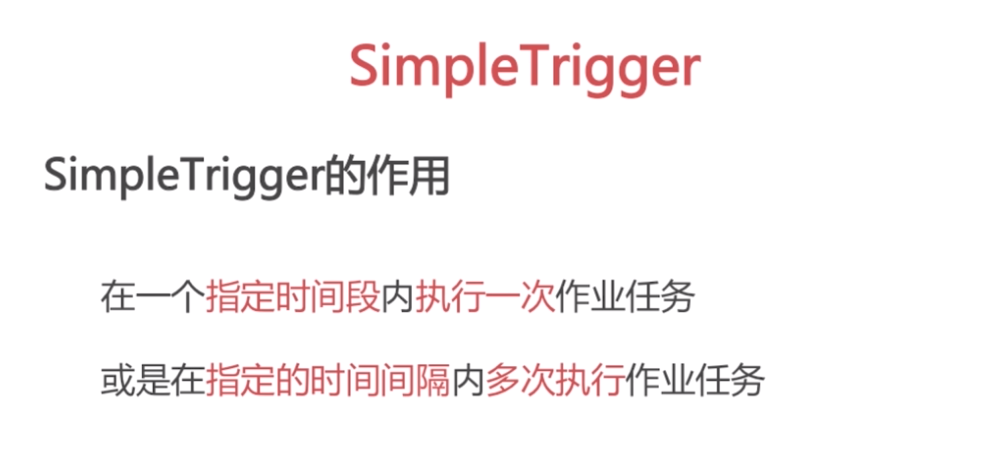 SimpleTrigger
SimpleTrigger的作用
在一个指定时间段内执行一次作业任务
或是在指定的时间间隔内多次执行作业任务